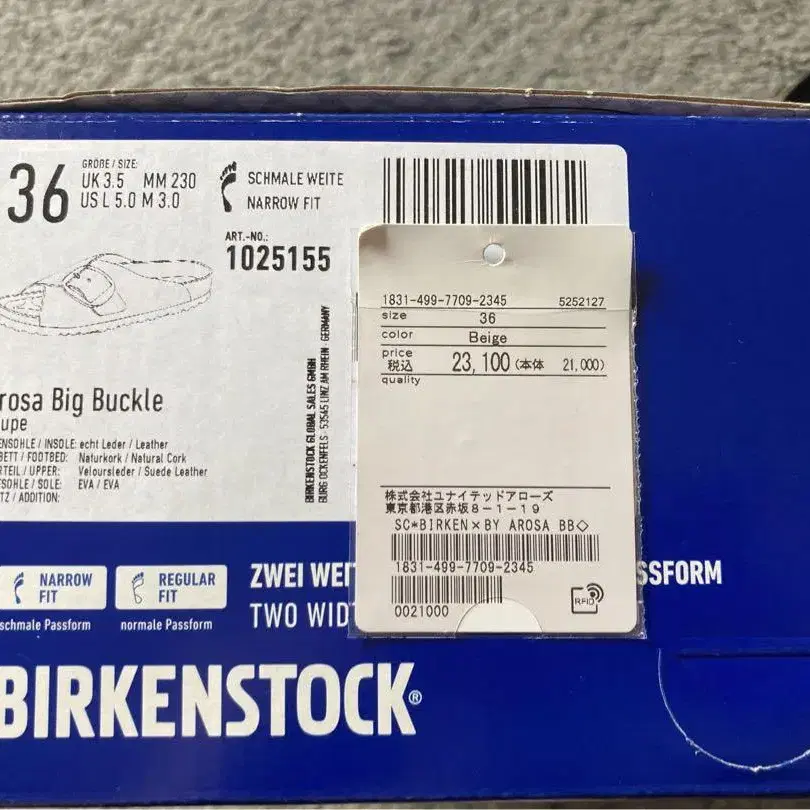 36
GRÖBE / SIZE:
UK 3.5 MM 230
US L 5.0 M 3.0
SCHMALE WEITE
NARROW FIT
ART.-NO.:
1025155
rosa Big Buckle
upe
ENSOHLE / INSOLE: echt Leder / Leather
BETT / FOOTBED: Naturkork / Natural Cork
RTEIL / UPPER: Veloursleder / Suede Leather
FSOHLE / SOLE: EVA / EVA
TZ / ADDITION:
BIRKENSTOCK GLOBAL SALES GMBH
BURG OCKENFELS · 53545 LINZ AM RHEIN · GERMANY
1831-499-7709-2345 5252127
size 36
color Beige
price
税込 23,100 (本体 21,000)
quality
株式会社ユナイテッドアローズ
東京都港区赤坂8-1-19
SC*BIRKEN×BY AROSA BB◇
1831-499-7709-2345
0021000
RFID
NARROW
FIT
schmale Passform
REGULAR
FIT
normale Passform
ZWEI WEI
SSFORM
TWO WID
BIRKENSTOCK®